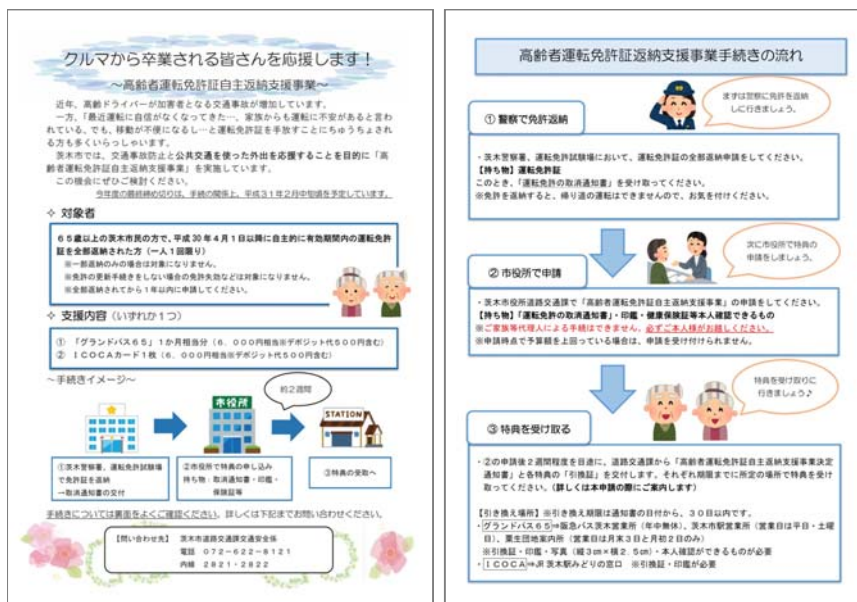 クルマから卒業される皆さんを応援します！
～高齢者運転免許証自主返納支援事業～
近年、高齢ドライバーが加害者となる交通事故が増加しています。
一方、「最近運転に自信がなくなってきた…、家族からも運転に不安があると言わ
れている、でも、移動が不便になるし…と運転免許証を手放すことにちゅうちょされ
る方も多くいらっしゃいます。
茨木市では、交通事故防止と公共交通を使った外出を応援することを目的に「高
齢者運転免許証自主返納支援事業」を実施しています。
この機会にぜひご検討ください。
今年度の最終締め切りは、手続の関係上、平成３１年２月中旬頃を予定しています。
✧ 対象者
６５歳以上の茨木市民の方で、平成 30 年４月１日以降に自主的に有効期間内の運転免許
証を全部返納された方（一人１回限り）
※一部返納のみの場合は対象になりません。
※免許の更新手続きをしない場合の免許失効などは対象になりません。
※全部返納されてから１年以内に申請してください。
✧ 支援内容（いずれか１つ）
① 「グランドパス６５」１か月相当分（６，０００円相当※デポジット代５００円含む）
② ＩＣＯＣＡカード１枚（６，０００円相当※デポジット代５００円含む）
～手続きイメージ～
約２週間
市役所
STATION
①茨木警察署、運転免許試験場
で免許証を返納
→取消通知書の交付
②市役所で特典の申し込み
持ち物：取消通知書・印鑑・
保険証等
③特典の受取へ
手続きについては裏面をよくご確認ください。詳しくは下記までお問い合わせください。
【問い合わせ先】 茨木市道路交通課交通安全係
電話 ０７２－６２２－８１２１
内線 ２８２１・２８２２
高齢者運転免許証返納支援事業手続きの流れ
まずは警察に免許を返納
しに行きましょう。
① 警察で免許返納
・茨木警察署、運転免許試験場において、運転免許証の全部返納申請をしてください。
【持ち物】運転免許証
このとき、「運転免許の取消通知書」を受け取ってください。
※免許を返納すると、帰り道の運転はできませんので、お気を付けください。
次に市役所で特典の
申請をしましょう。
② 市役所で申請
・茨木市役所道路交通課で「高齢者運転免許証自主返納支援事業」の申請をしてください。
【持ち物】「運転免許の取消通知書」・印鑑・健康保険証等本人確認できるもの
※ご家族等代理人による手続はできません。必ずご本人様がお越しください。
※申請時点で予算額を上回っている場合は、申請を受け付けられません。
特典を受け取りに
行きましょう♪
③ 特典を受け取る
・②の申請後２週間程度を目途に、道路交通課から「高齢者運転免許証自主返納支援事業決定
通知書」と各特典の「引換証」を交付します。それぞれ期限までに所定の場所で特典を受け
取ってください。（詳しくは本申請の際にご案内します）
【引き換え場所】※引き換え期限は通知書の日付から、３０日以内です。
・グランドパス６５⇒阪急バス茨木営業所（年中無休）、茨木市駅営業所（営業日は平日・土曜
日）、粟生団地案内所（営業日は月末３日と月初２日のみ）
※引換証・印鑑・写真（縦３㎝×横２．５㎝）・本人確認ができるものが必要
・ＩＣＯＣＡ⇒JR 茨木駅みどりの窓口 ※引換証・印鑑が必要